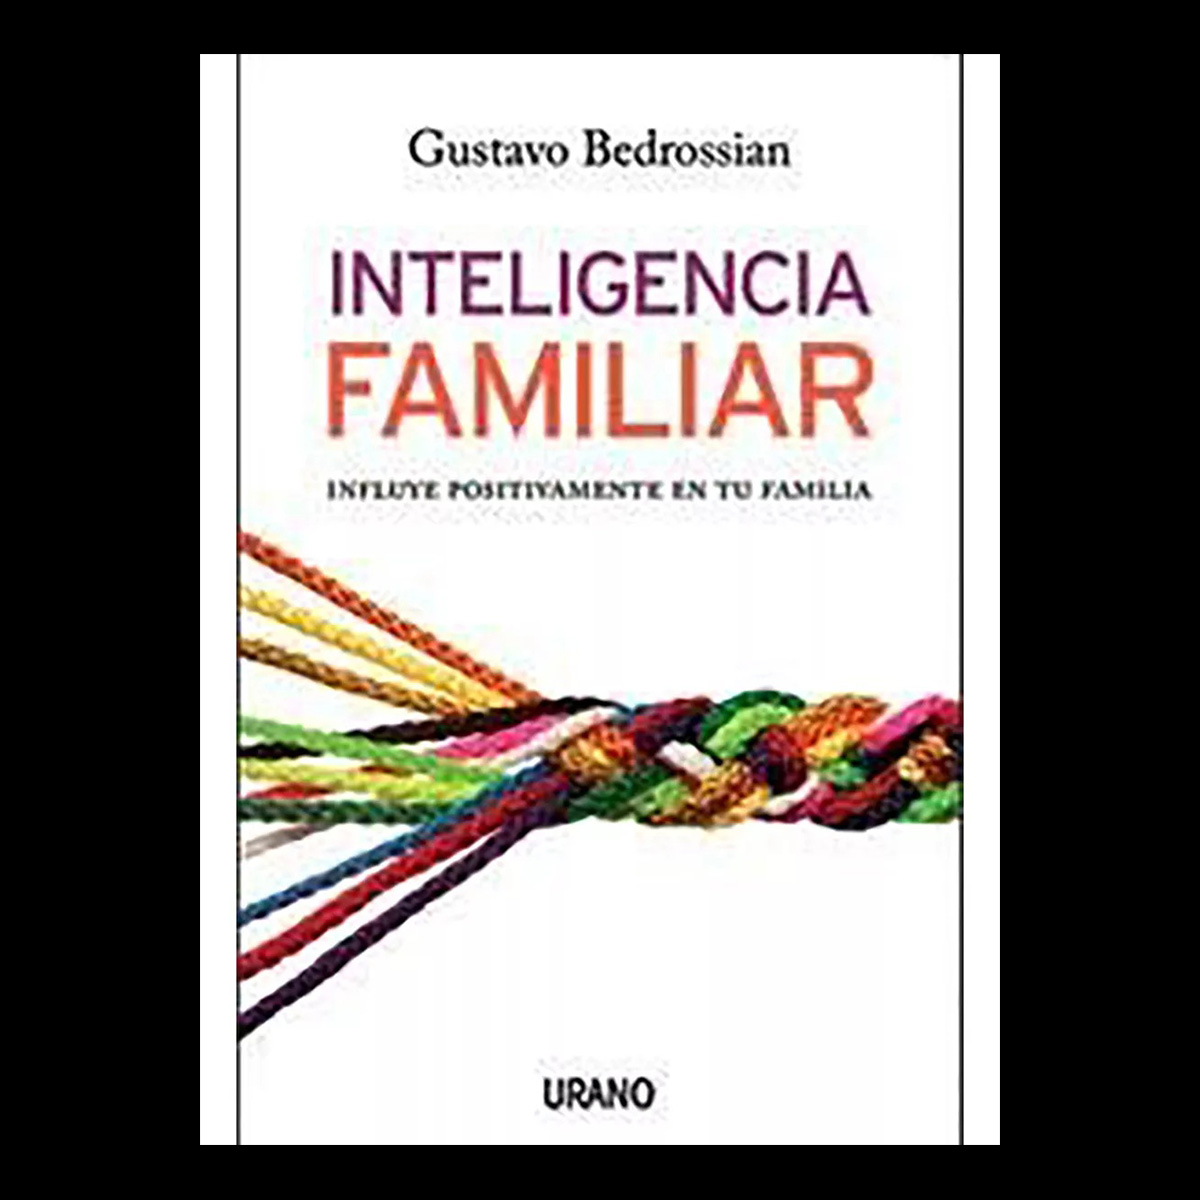 Gustavo Bedrossian
INTELIGENCIA
FAMILIAR
INFLUYE POSITIVAMENTE EN TU FAMILIA
URANO